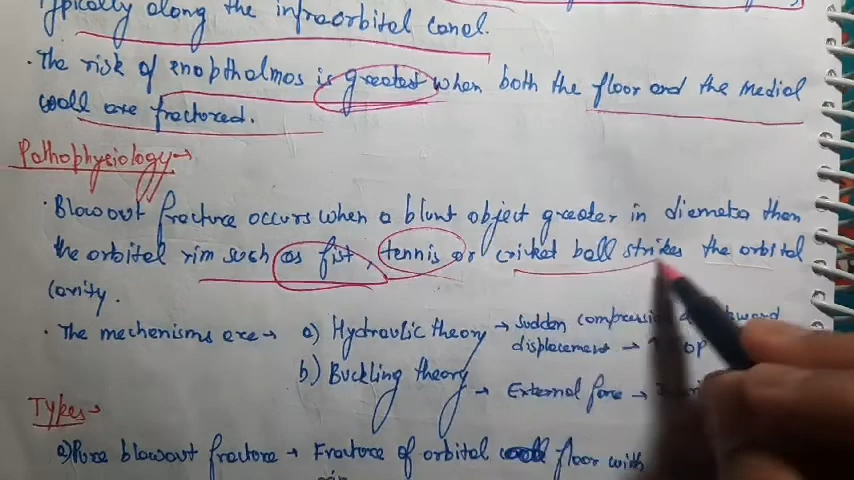 typically along the infraorbital canal.
· The risk of enopthalmos is greatest when both the floor and the medial
wall are fractured.
Pathophysiology→
· Blowout fracture occurs when a blunt object greater in diameter than
the orbital rim such as fist, tennis or cricket ball strikes the orbital
cavity.
· The mechanisms are → a) Hydraulic theory → Sudden compression
displacement →
b) Buckling theory → External force →
Types→
a) Pure blowout fracture → Fracture of orbital floor with